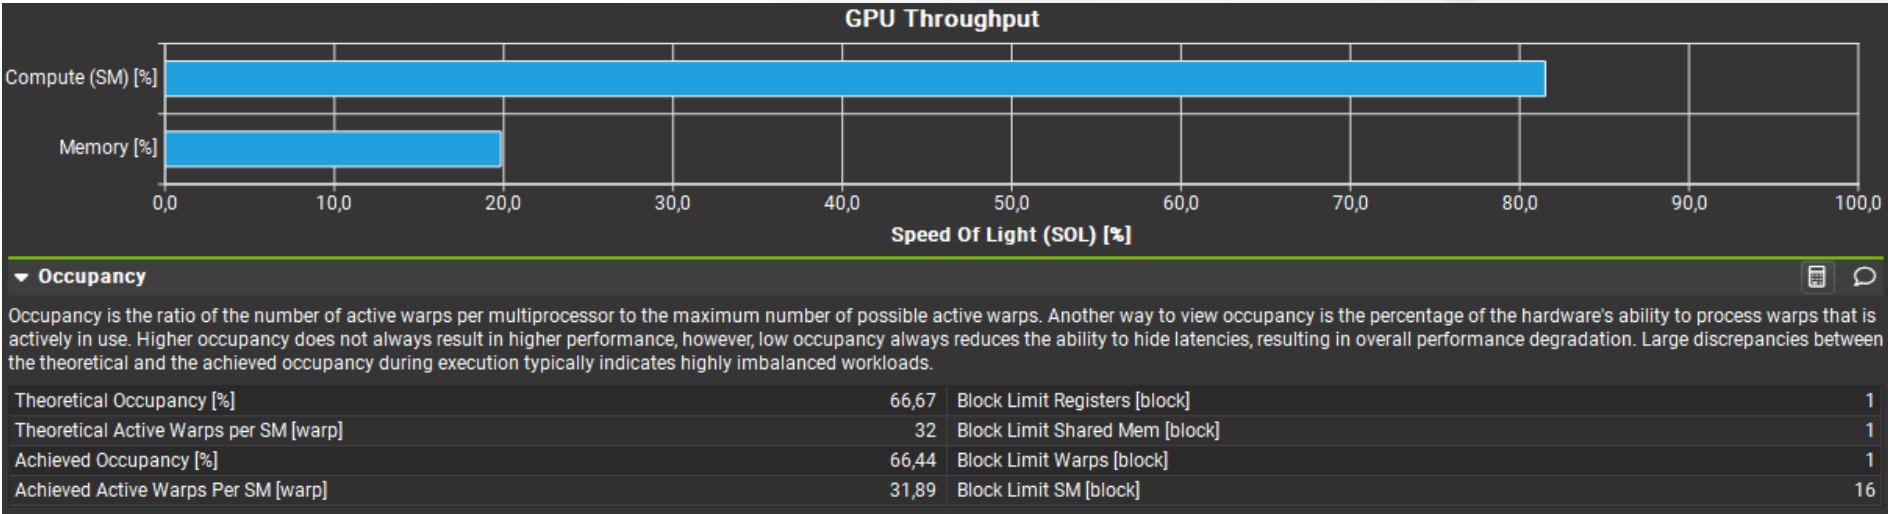 GPU Throughput
Compute (SM) [%]
Memory [%]
0,0 10,0 20,0 30,0 40,0 50,0 60,0 70,0 80,0 90,0 100,0
Speed Of Light (SOL) [%]
Occupancy
Occupancy is the ratio of the number of active warps per multiprocessor to the maximum number of possible active warps. Another way to view occupancy is the percentage of the hardware's ability to process warps that is
actively in use. Higher occupancy does not always result in higher performance, however, low occupancy always reduces the ability to hide latencies, resulting in overall performance degradation. Large discrepancies between
the theoretical and the achieved occupancy during execution typically indicates highly imbalanced workloads.
Theoretical Occupancy [%] 66,67 Block Limit Registers [block] 1
Theoretical Active Warps per SM [warp] 32 Block Limit Shared Mem [block] 1
Achieved Occupancy [%] 66,44 Block Limit Warps [block] 1
Achieved Active Warps Per SM [warp] 31,89 Block Limit SM [block] 16